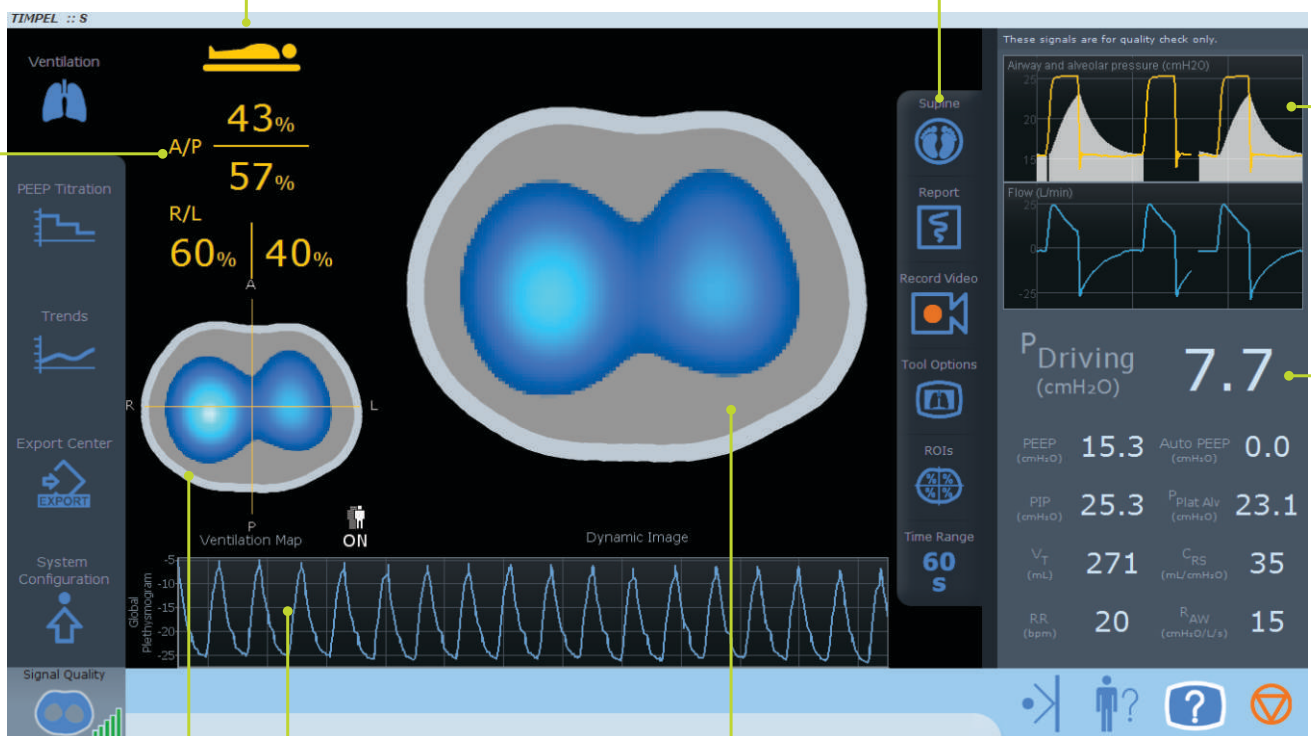 TIMPEL :: S
Ventilation
PEEP Titration
Trends
Export Center
EXPORT
System
Configuration
Signal Quality
43%
A/P
57%
R/L
60% 40%
A
R L
P
Ventilation Map
ON
Dynamic Image
Global
Plethysmogram
-5
-10
-15
-20
-25
Supine
Report
Record Video
Tool Options
ROIs
% %
% %
Time Range
60
S
These signals are for quality check only.
Airway and alveolar pressure (cmH2O)
25
20
15
Flow (L/min)
25
0
-25
PDriving
(cmH₂O)
7.7
PEEP
(cmH₂O)
15.3
Auto PEEP
(cmH₂O)
0.0
PIP
(cmH₂O)
25.3
PPlat Alv
(cmH₂O)
23.1
VT
(mL)
271
CRS
(mL/cmH₂O)
35
RR
(bpm)
20
RAW
(cmH₂O/L/s)
15
?
?